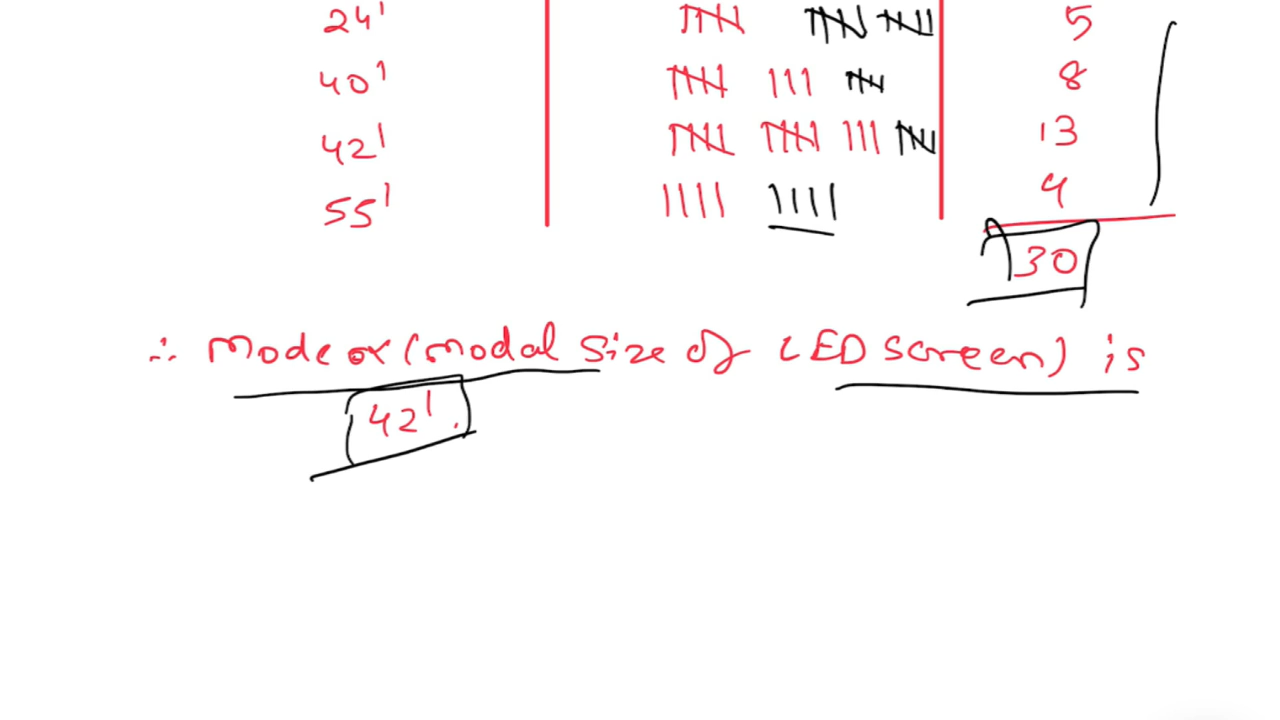 24' 𝍸 𝍸 𝍸 5
40' 𝍸 ||| 𝍸 8
42' 𝍸 𝍸 ||| 𝍸 13
55' |||| |||| 4
30
∴ Mode or (modal size of LED screen) is
42'.